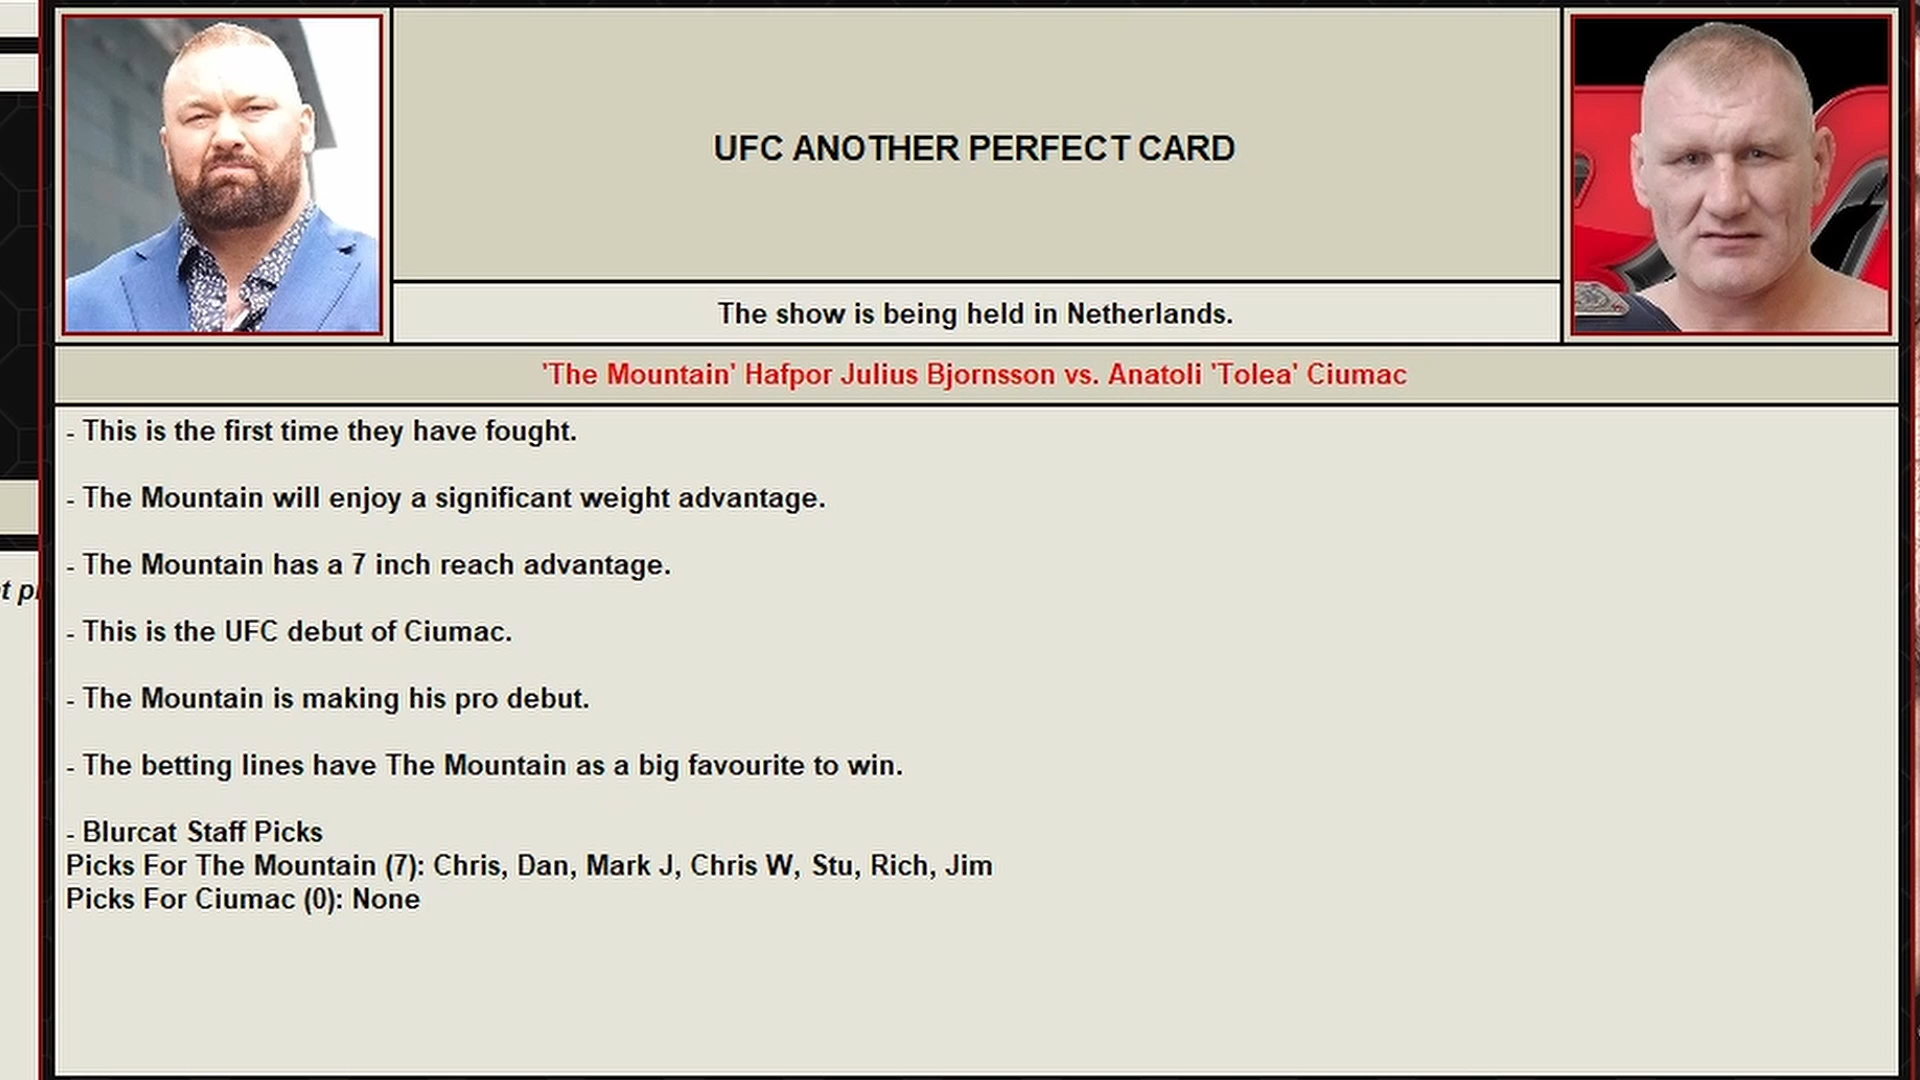 UFC ANOTHER PERFECT CARD
The show is being held in Netherlands.
'The Mountain' Hafpor Julius Bjornsson vs. Anatoli 'Tolea' Ciumac
- This is the first time they have fought.
- The Mountain will enjoy a significant weight advantage.
- The Mountain has a 7 inch reach advantage.
- This is the UFC debut of Ciumac.
- The Mountain is making his pro debut.
- The betting lines have The Mountain as a big favourite to win.
- Blurcat Staff Picks
Picks For The Mountain (7): Chris, Dan, Mark J, Chris W, Stu, Rich, Jim
Picks For Ciumac (0): None